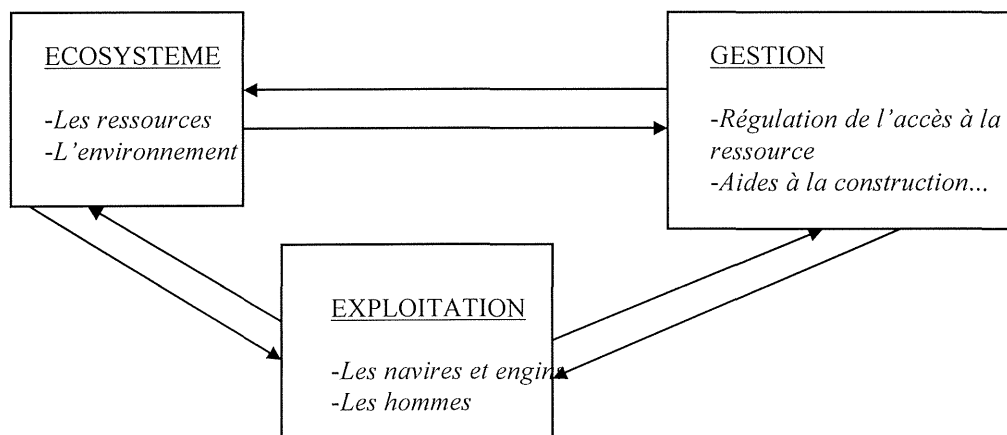 ECOSYSTEME
-Les ressources
-L'environnement
GESTION
-Régulation de l'accès à la
ressource
-Aides à la construction...
EXPLOITATION
-Les navires et engins
-Les hommes